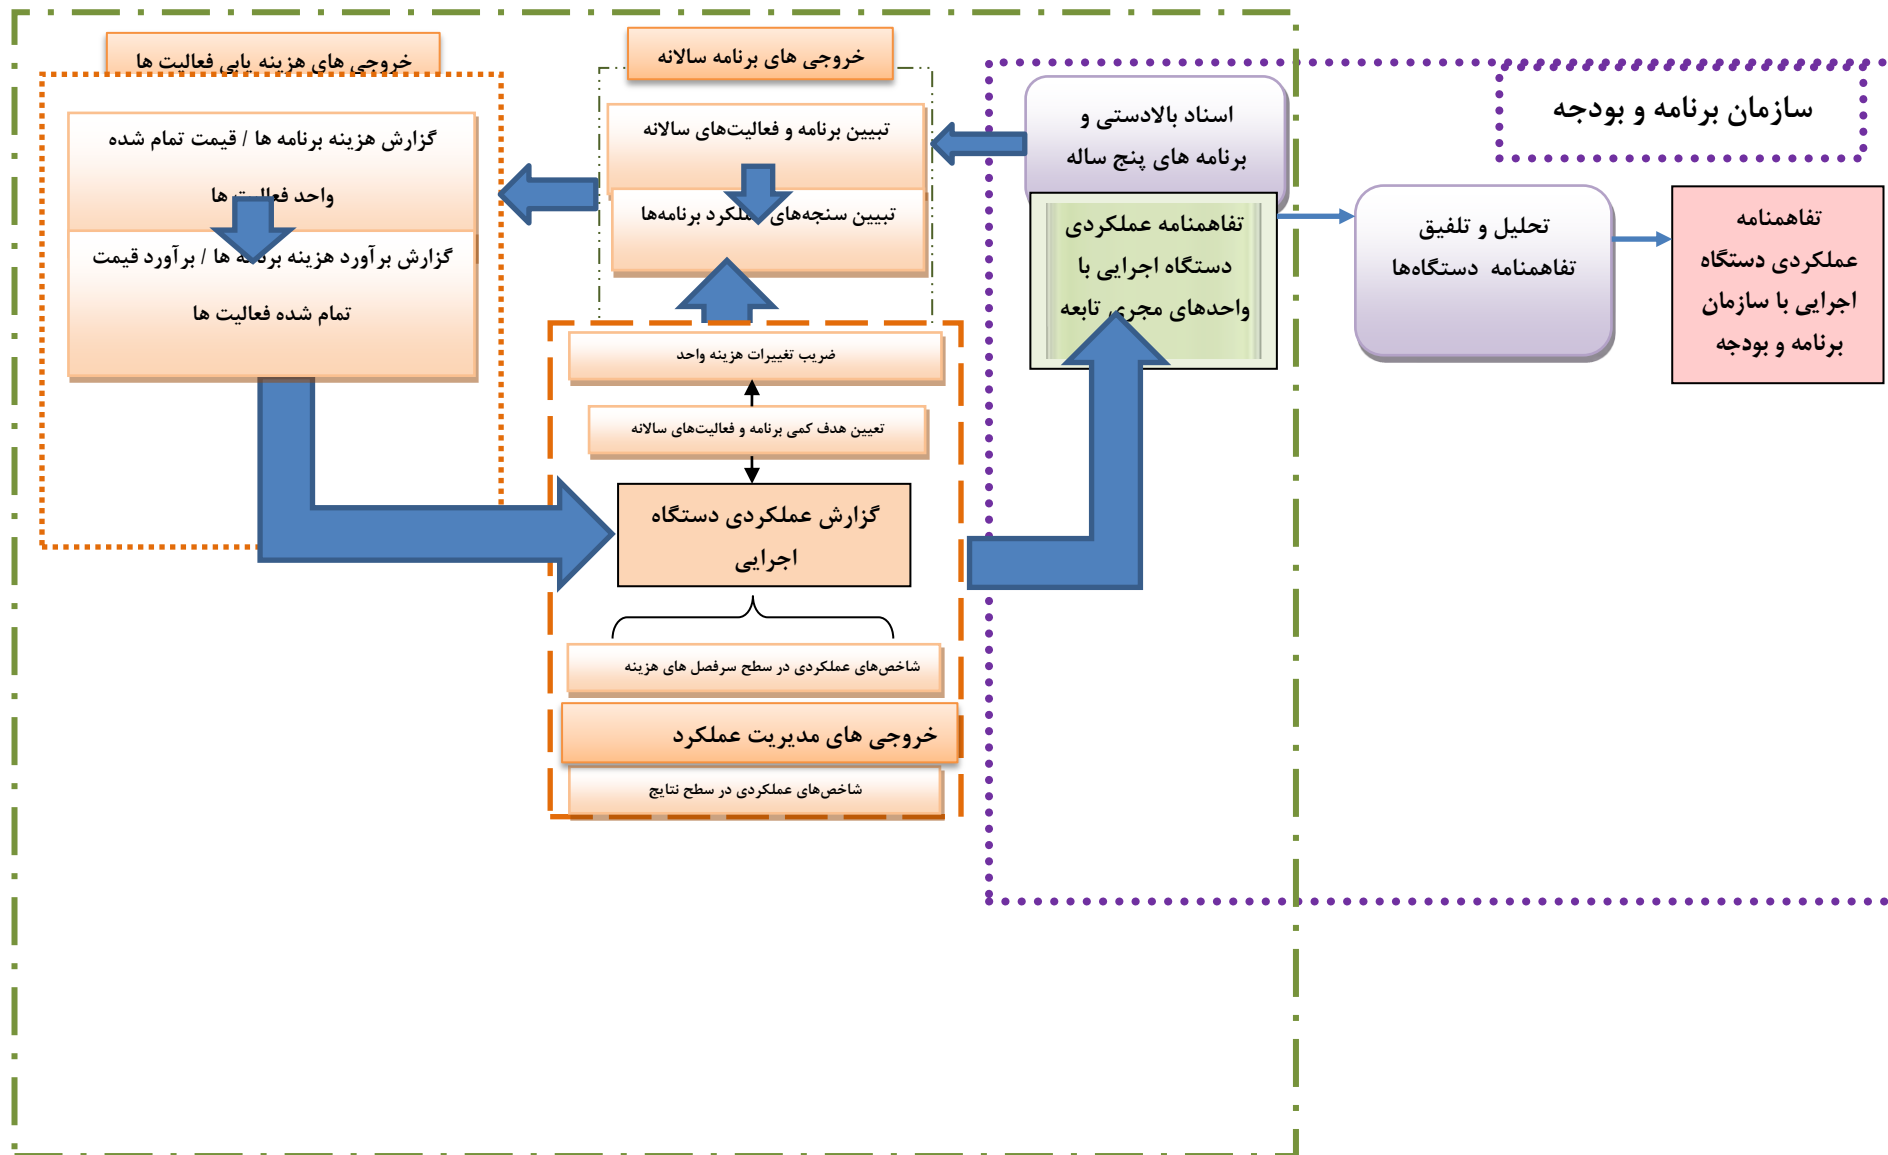 سازمان برنامه و بودجه
اسناد بالادستی و
برنامه های پنج ساله
تفاهمنامه عملکردی
دستگاه اجرایی با
واحدهای مجری تابعه
تحلیل و تلفیق
تفاهمنامه دستگاه‌ها
تفاهمنامه
عملکردی دستگاه
اجرایی با سازمان
برنامه و بودجه
خروجی های برنامه سالانه
تبیین برنامه و فعالیت‌های سالانه
تبیین سنجه‌های عملکرد برنامه‌ها
خروجی های هزینه یابی فعالیت ها
گزارش هزینه برنامه ها / قیمت تمام شده
واحد فعالیت ها
گزارش برآورد هزینه برنامه ها / برآورد قیمت
تمام شده فعالیت ها
ضریب تغییرات هزینه واحد
تعیین هدف کمی برنامه و فعالیت‌های سالانه
گزارش عملکردی دستگاه
اجرایی
شاخص‌های عملکردی در سطح سرفصل های هزینه
خروجی های مدیریت عملکرد
شاخص‌های عملکردی در سطح نتایج